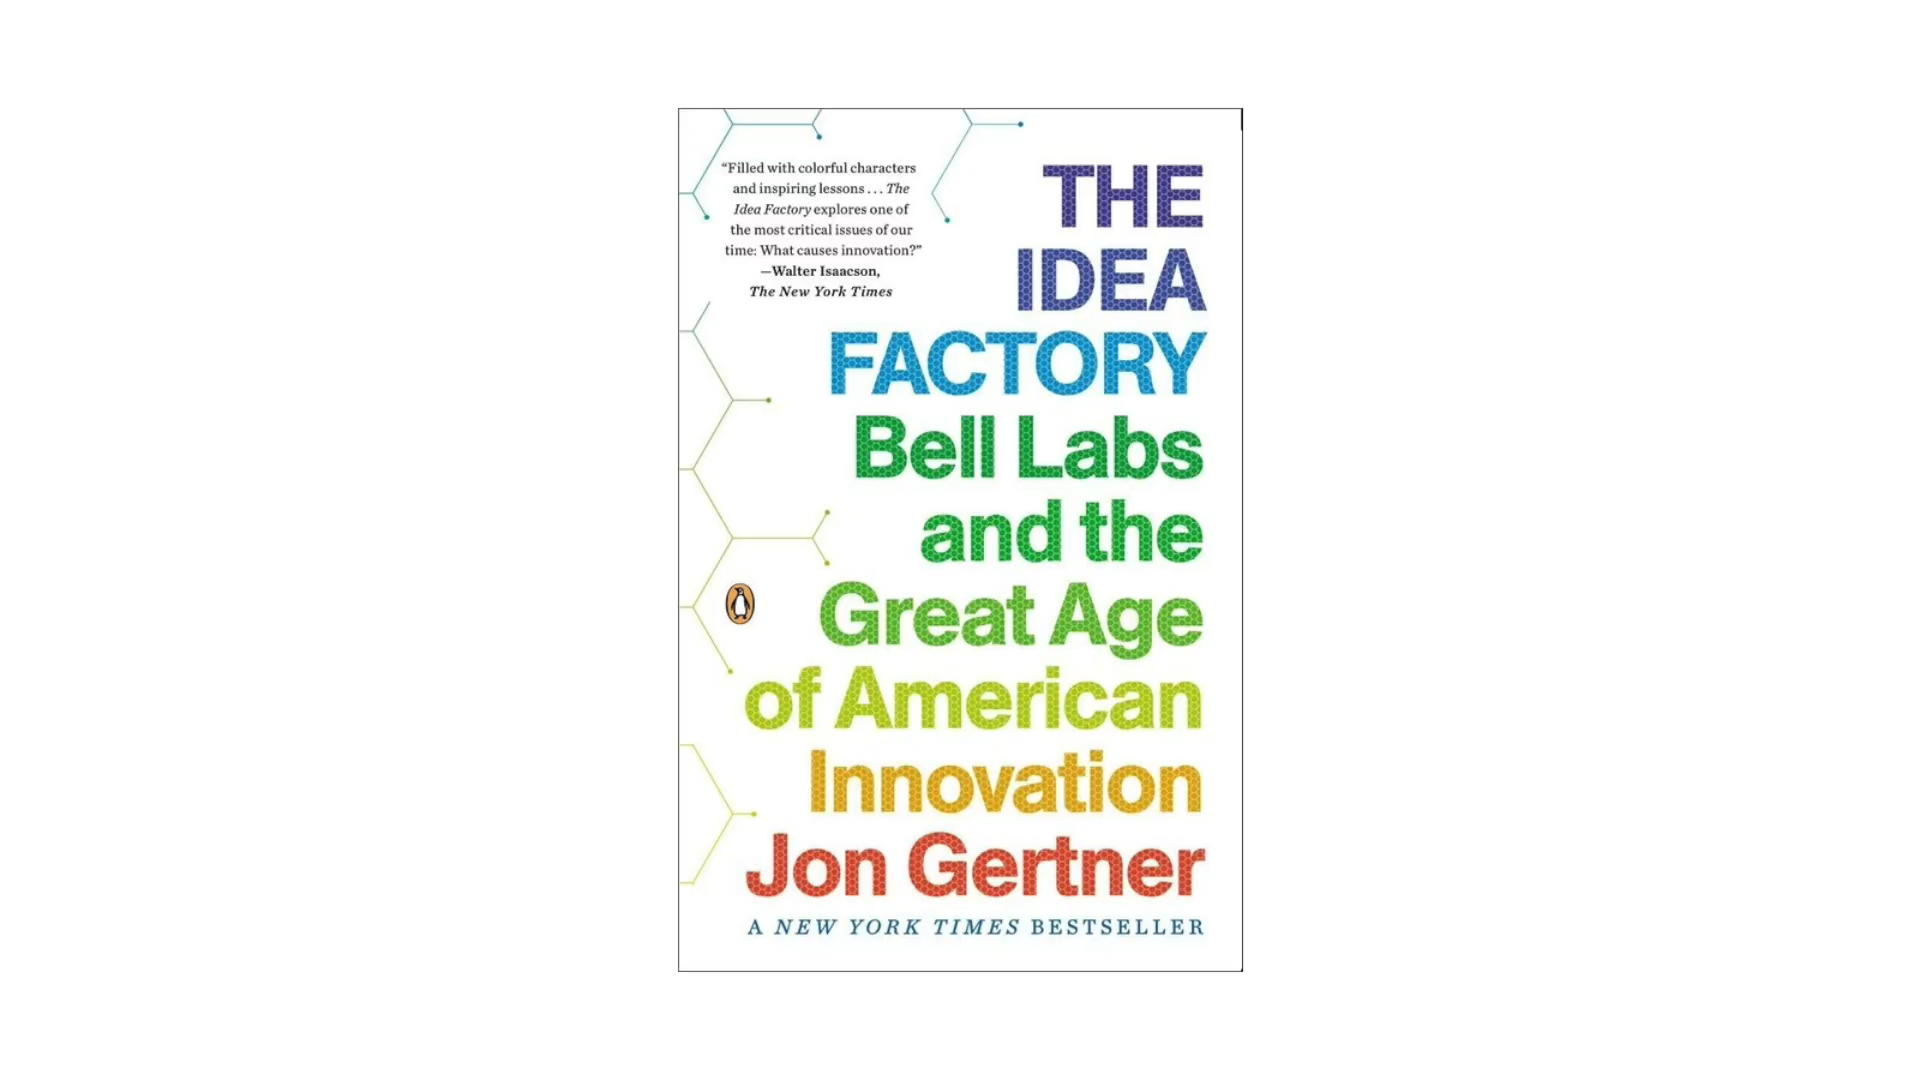 “Filled with colorful characters
and inspiring lessons . . . The
Idea Factory explores one of
the most critical issues of our
time: What causes innovation?”
—Walter Isaacson,
The New York Times
THE
IDEA
FACTORY
Bell Labs
and the
Great Age
of American
Innovation
Jon Gertner
A NEW YORK TIMES BESTSELLER